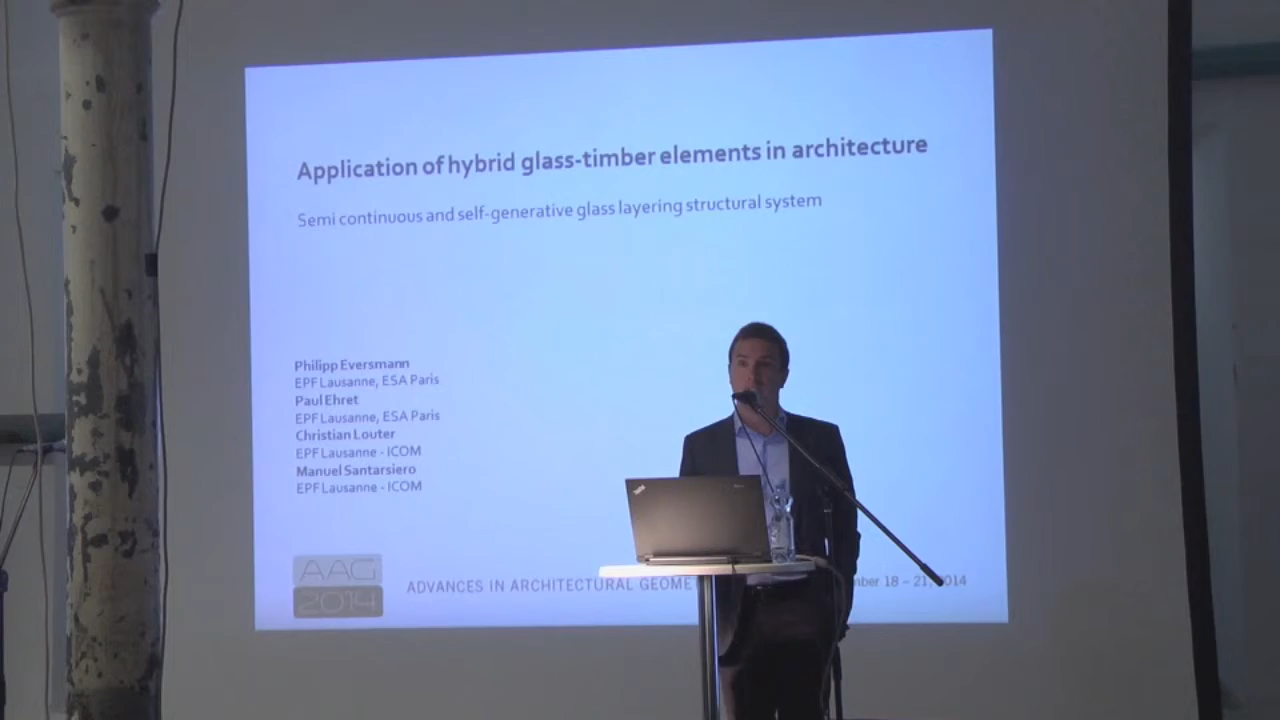 Application of hybrid glass-timber elements in architecture
Semi continuous and self-generative glass layering structural system
Philipp Eversmann
EPF Lausanne, ESA Paris
Paul Ehret
EPF Lausanne, ESA Paris
Christian Louter
EPF Lausanne - ICOM
Manuel Santarsiero
EPF Lausanne - ICOM
AAG
2014
ADVANCES IN ARCHITECTURAL
18 – 21, 2014